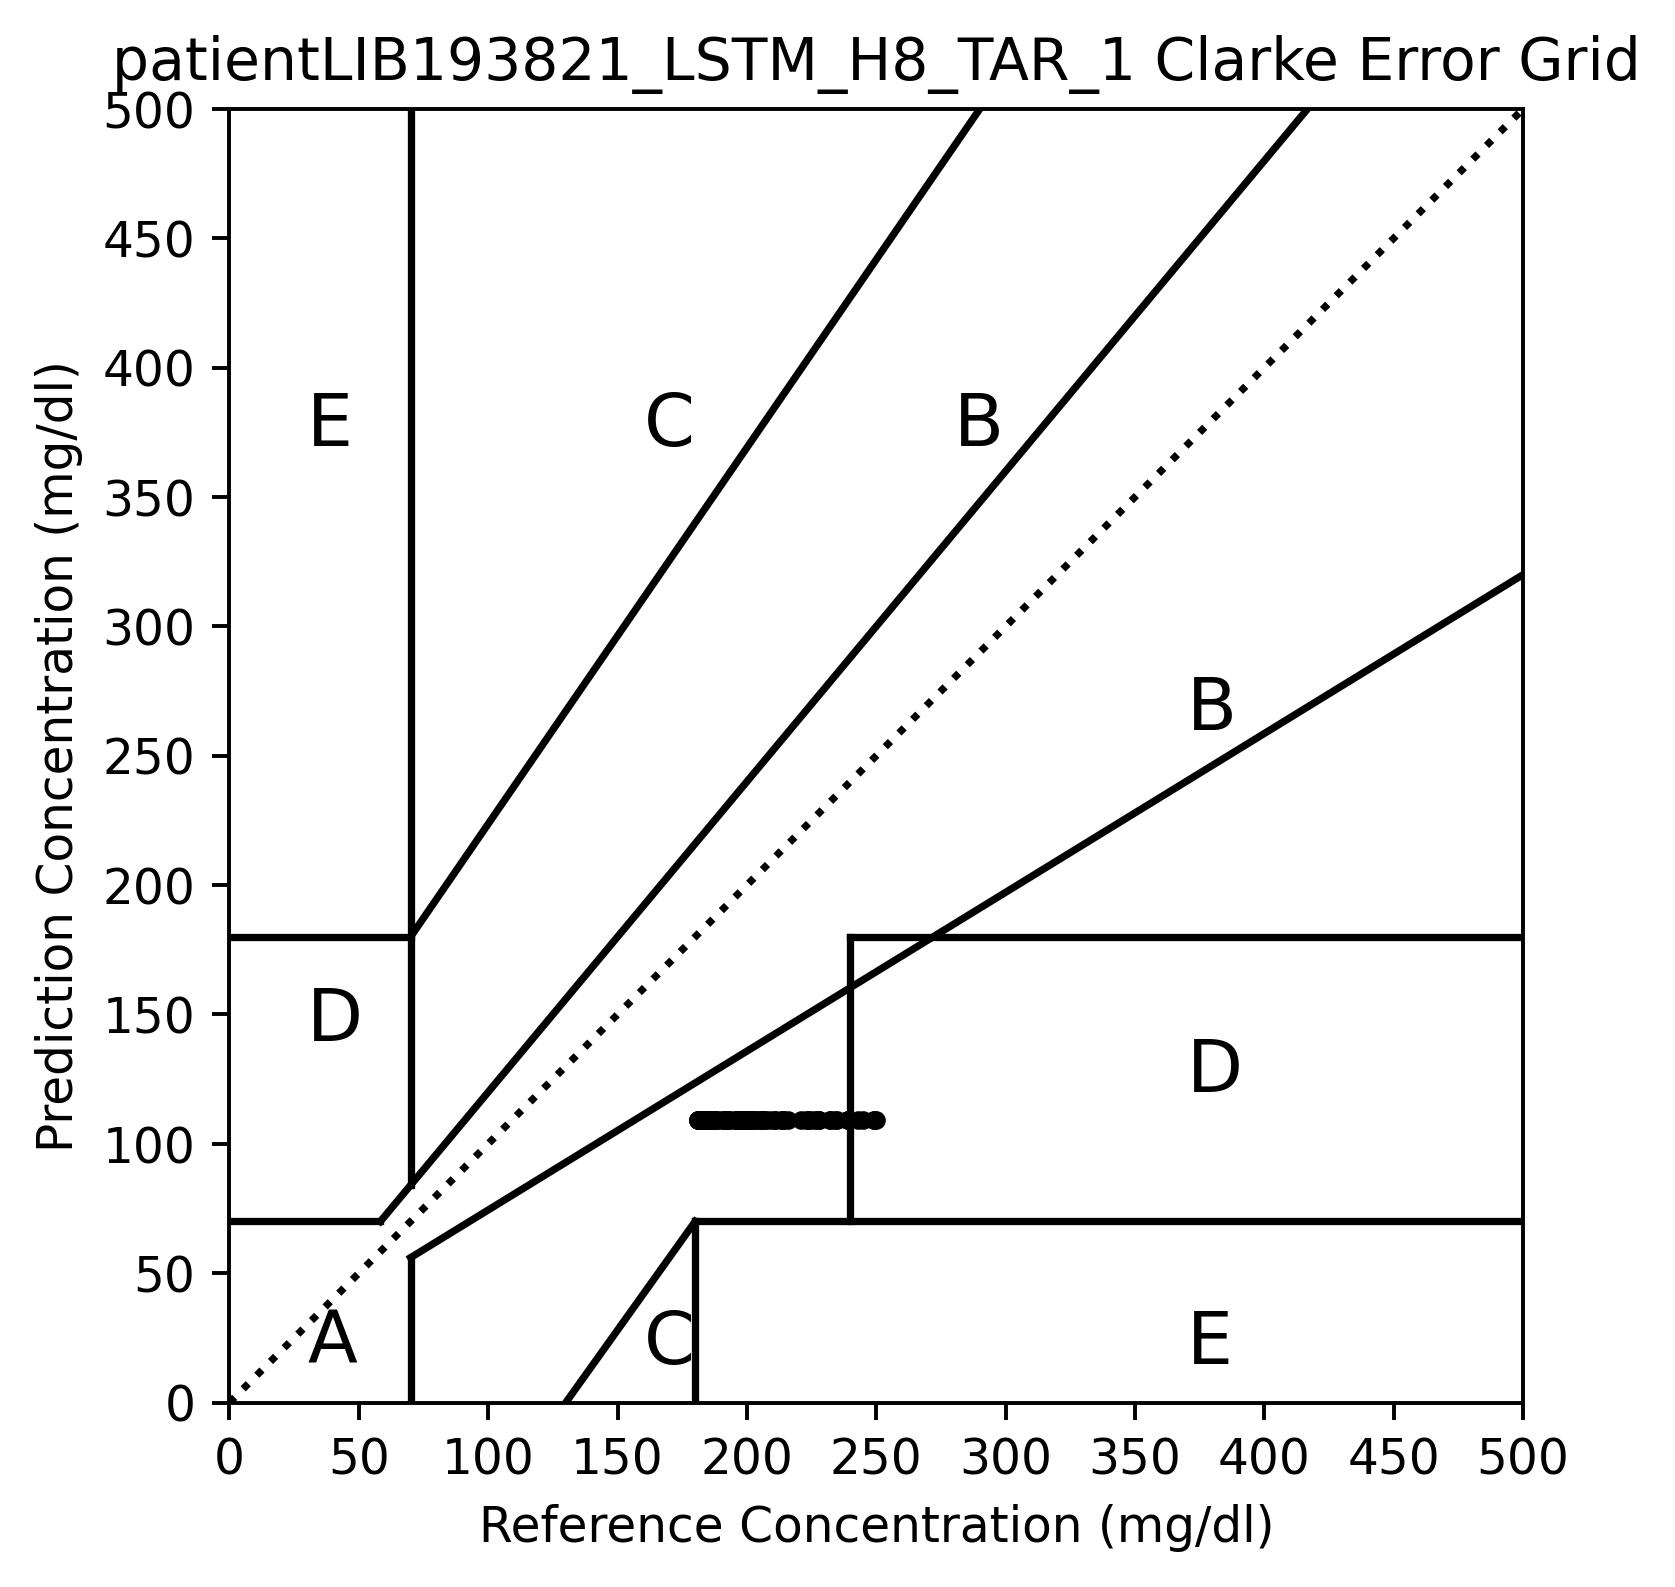 patientLIB193821_LSTM_H8_TAR_1 Clarke Error Grid
500
450
400
350
300
250
200
150
100
50
0
Prediction Concentration (mg/dl)
E
C
B
B
D
D
A
C
E
0 50 100 150 200 250 300 350 400 450 500
Reference Concentration (mg/dl)